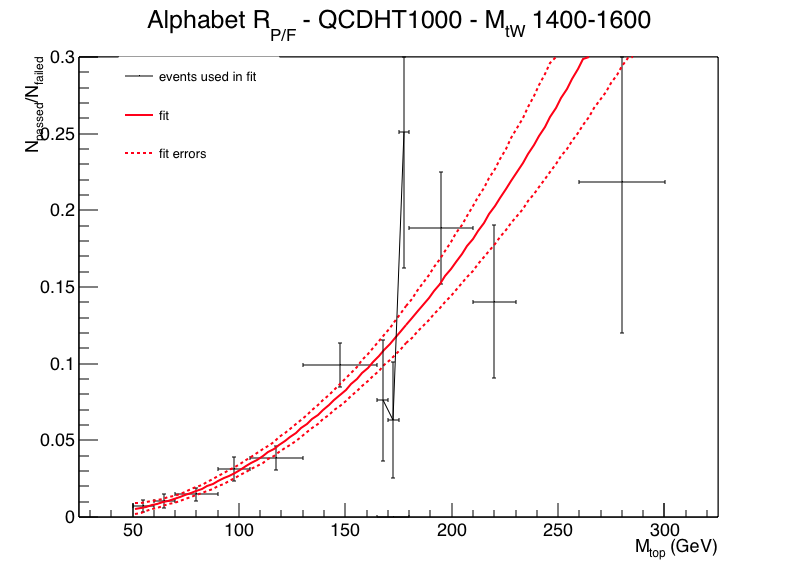 Alphabet R_P/F - QCDHT1000 - M_tW 1400-1600
N_passed/N_failed
0.3
0.25
0.2
0.15
0.1
0.05
0
events used in fit
fit
fit errors
50 100 150 200 250 300
M_top (GeV)